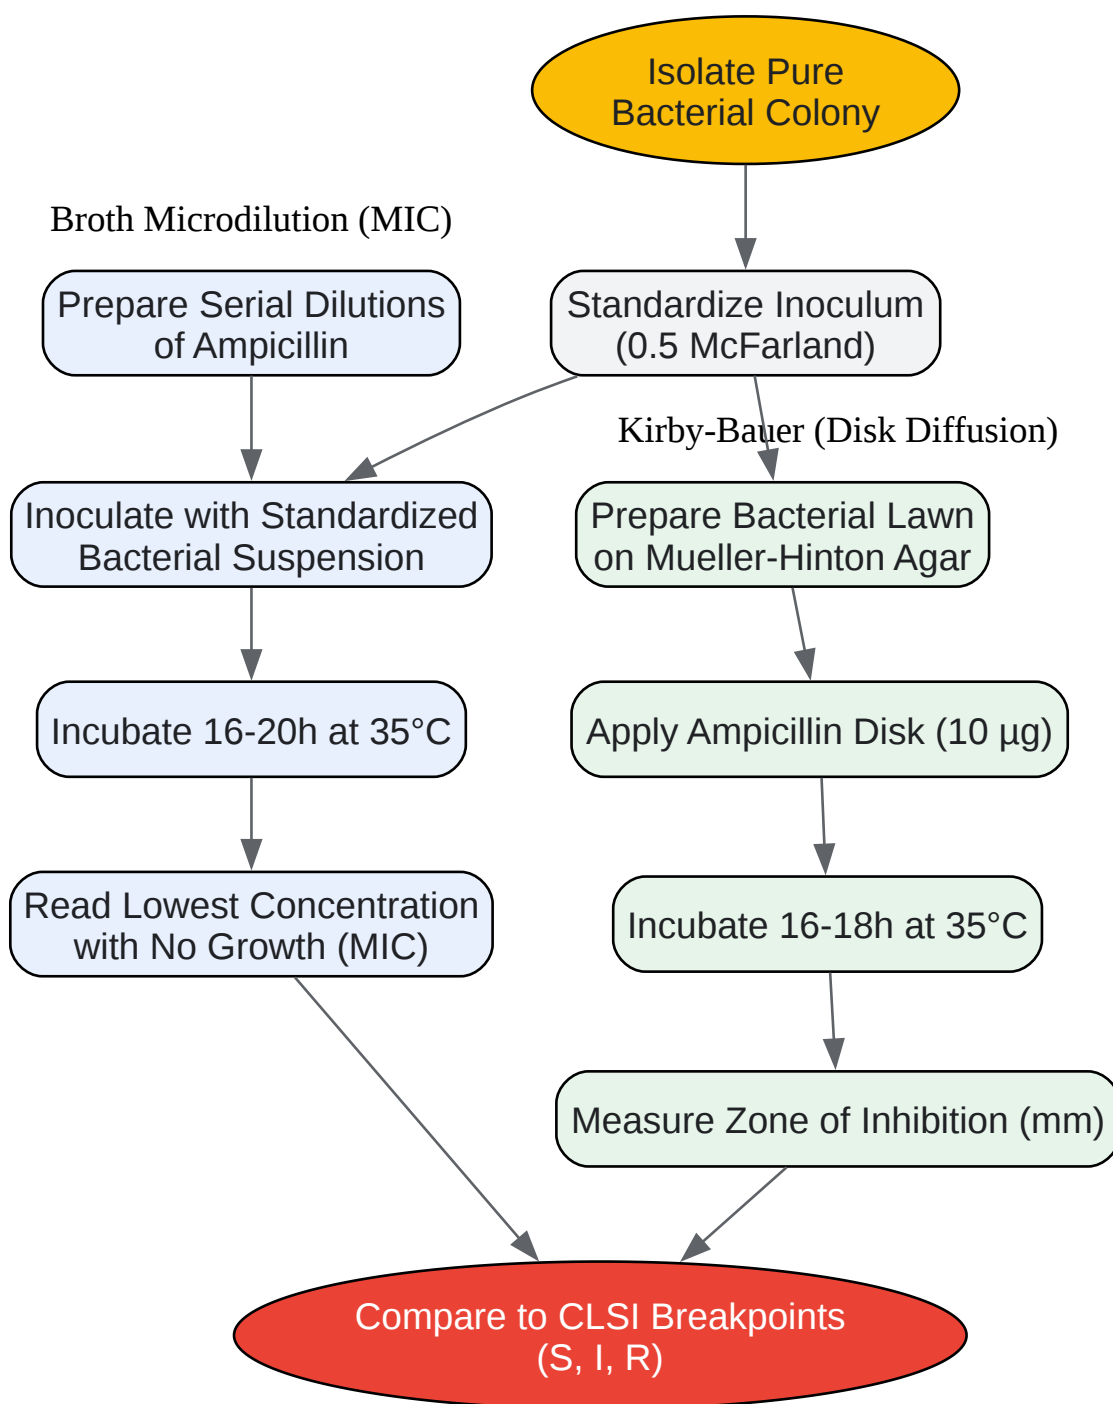 Isolate Pure
Bacterial Colony
Broth Microdilution (MIC)
Prepare Serial Dilutions
of Ampicillin
Standardize Inoculum
(0.5 McFarland)
Kirby-Bauer (Disk Diffusion)
Inoculate with Standardized
Bacterial Suspension
Prepare Bacterial Lawn
on Mueller-Hinton Agar
Incubate 16-20h at 35°C
Apply Ampicillin Disk (10 µg)
Read Lowest Concentration
with No Growth (MIC)
Incubate 16-18h at 35°C
Measure Zone of Inhibition (mm)
Compare to CLSI Breakpoints
(S, I, R)